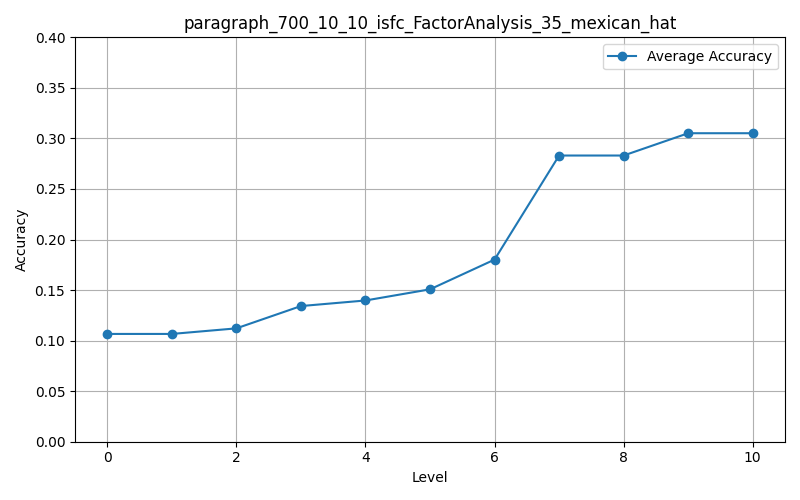 paragraph_700_10_10_isfc_FactorAnalysis_35_mexican_hat
Average Accuracy
0.40
0.35
0.30
0.25
0.20
0.15
0.10
0.05
0.00
Accuracy
0 2 4 6 8 10
Level